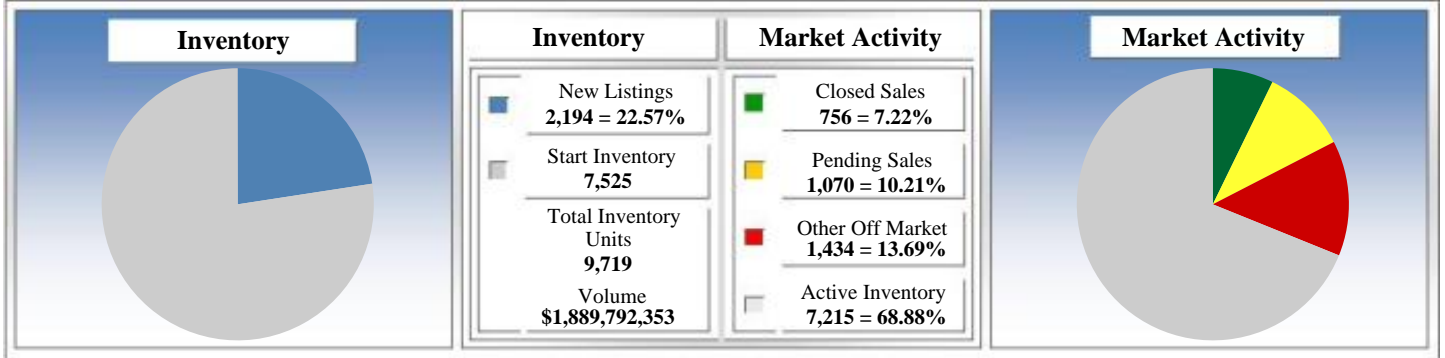 Inventory
Inventory
Market Activity
New Listings
2,194 = 22.57%
Start Inventory
7,525
Total Inventory
Units
9,719
Volume
$1,889,792,353
Closed Sales
756 = 7.22%
Pending Sales
1,070 = 10.21%
Other Off Market
1,434 = 13.69%
Active Inventory
7,215 = 68.88%
Market Activity